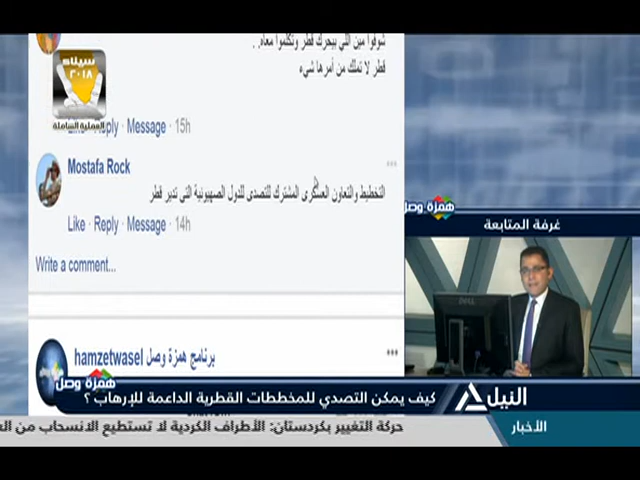 شوفوا مين اللي بيحرك قطر وتكلموا معاه. .
قطر لا تملك من أمرها شيء
سيناء
٢٠١٨
العملية الشاملة
Like · Reply · Message · 15h
Mostafa Rock
التخطيط والتعاون العسكرى المشترك للتصدى للدول الصهيونية التى تدير قطر
Like · Reply · Message · 14h
Write a comment...
برنامج همزة وصل hamzetwasel
همزة وصل
غرفة المتابعة
DELL
همزة وصل
كيف يمكن التصدي للمخططات القطرية الداعمة للإرهاب ؟
النيل
الأخبار
حركة التغيير بكردستان: الأطراف الكردية لا تستطيع الانسحاب من